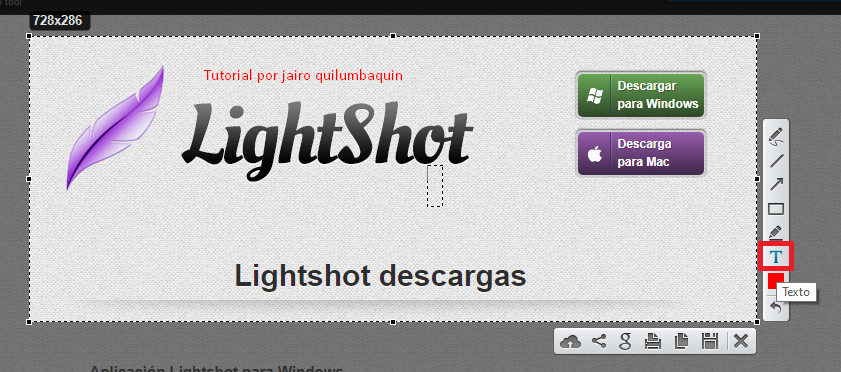 tool
728x286
Tutorial por jairo quilumbaquin
LightShot
Descargar
para Windows
Descarga
para Mac
Lightshot descargas
T
Texto
g
Aplicación Lightshot para Windows